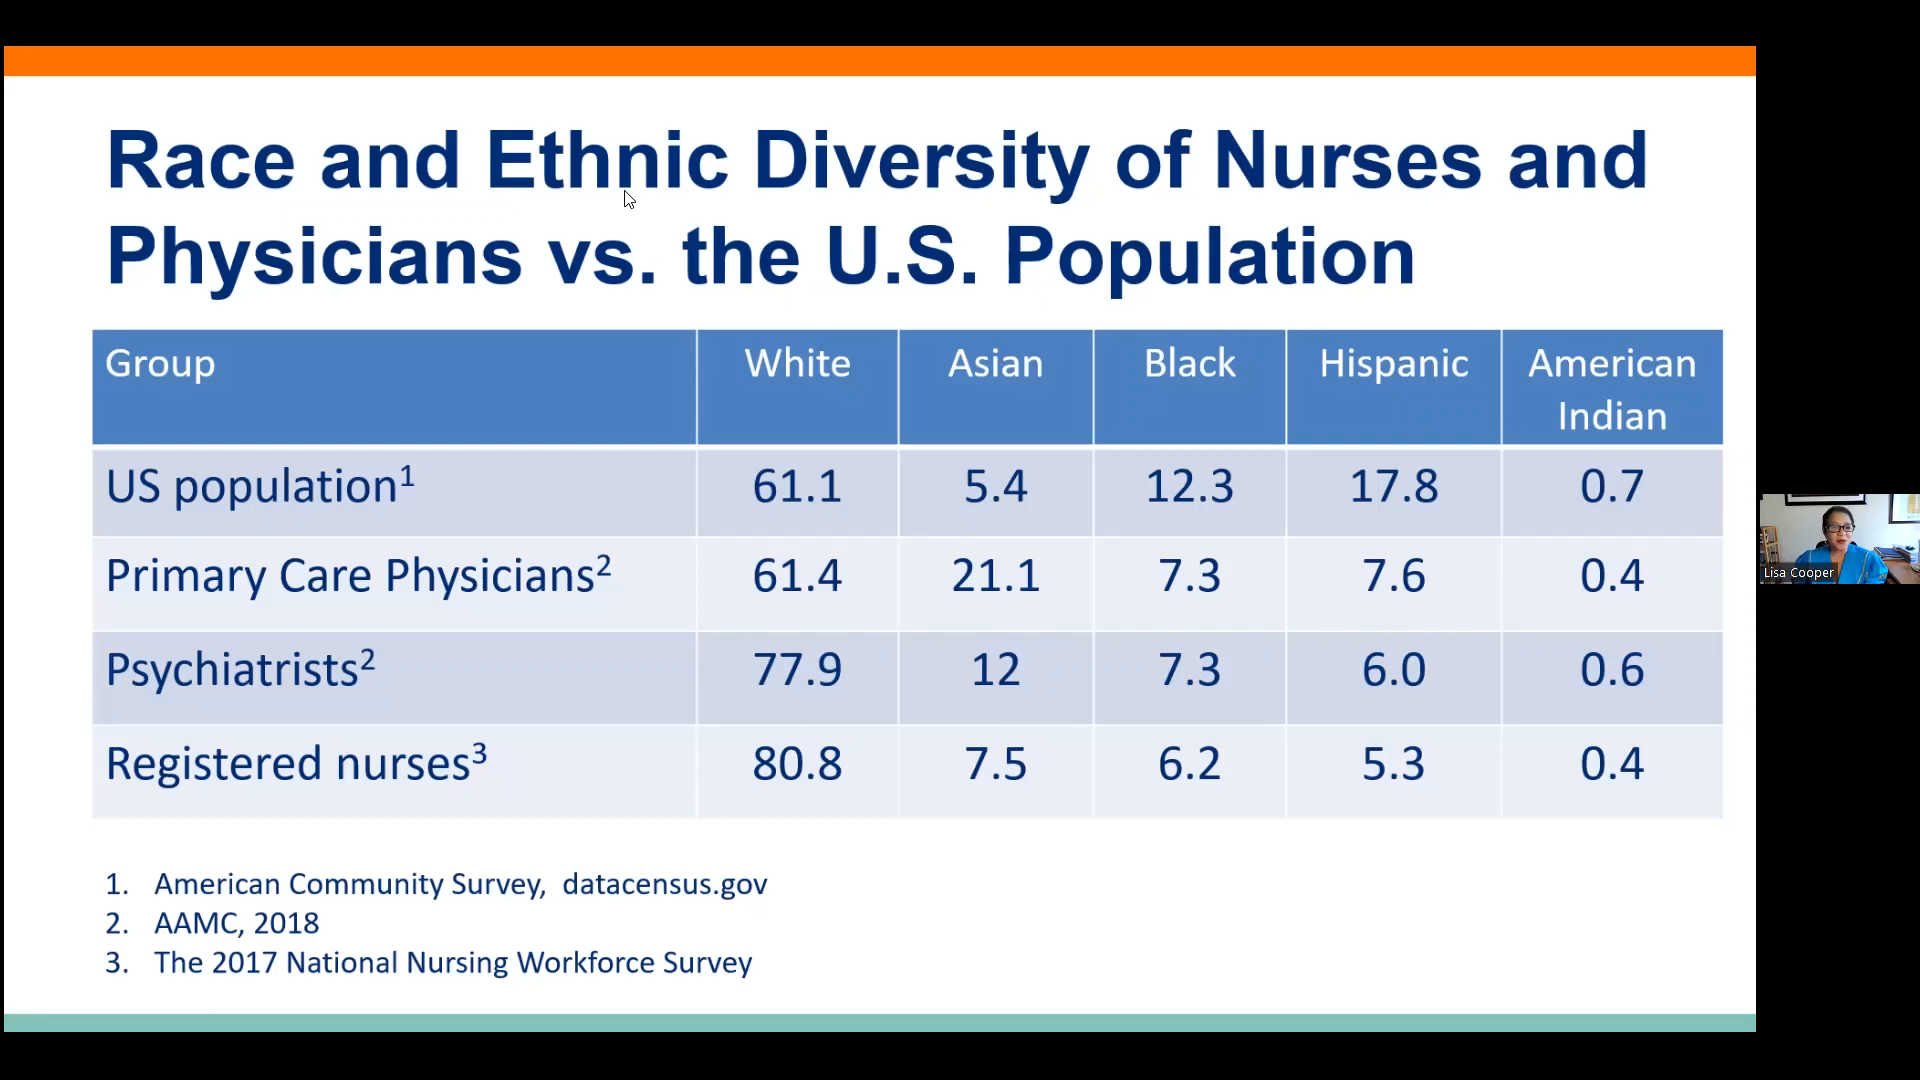 Race and Ethnic Diversity of Nurses and
Physicians vs. the U.S. Population
Group White Asian Black Hispanic American Indian
US population¹ 61.1 5.4 12.3 17.8 0.7
Primary Care Physicians² 61.4 21.1 7.3 7.6 0.4
Psychiatrists² 77.9 12 7.3 6.0 0.6
Registered nurses³ 80.8 7.5 6.2 5.3 0.4
1. American Community Survey, datacensus.gov
2. AAMC, 2018
3. The 2017 National Nursing Workforce Survey
Lisa Cooper